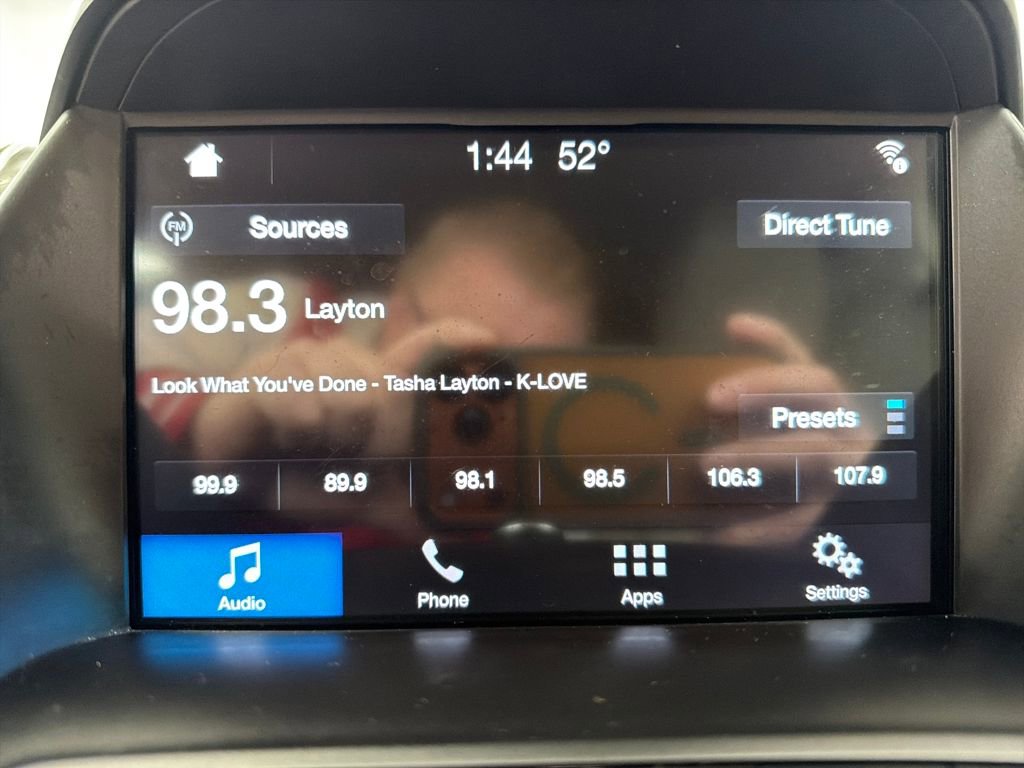 1:44 52°
FM Sources
Direct Tune
98.3 Layton
Look What You've Done - Tasha Layton - K-LOVE
Presets
99.9 89.9 98.1 98.5 106.3 107.9
Audio Phone Apps Settings